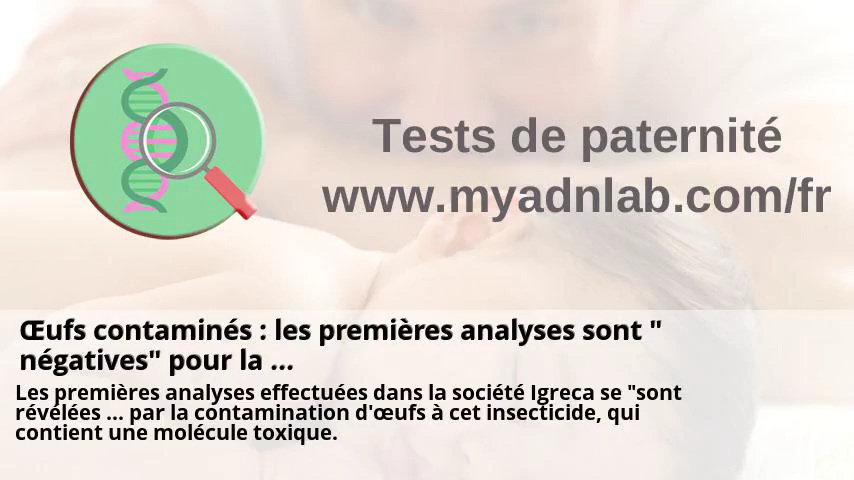 Tests de paternité
www.myadnlab.com/fr
Œufs contaminés : les premières analyses sont "
négatives" pour la ...
Les premières analyses effectuées dans la société Igreca se "sont
révélées ... par la contamination d'œufs à cet insecticide, qui
contient une molécule toxique.